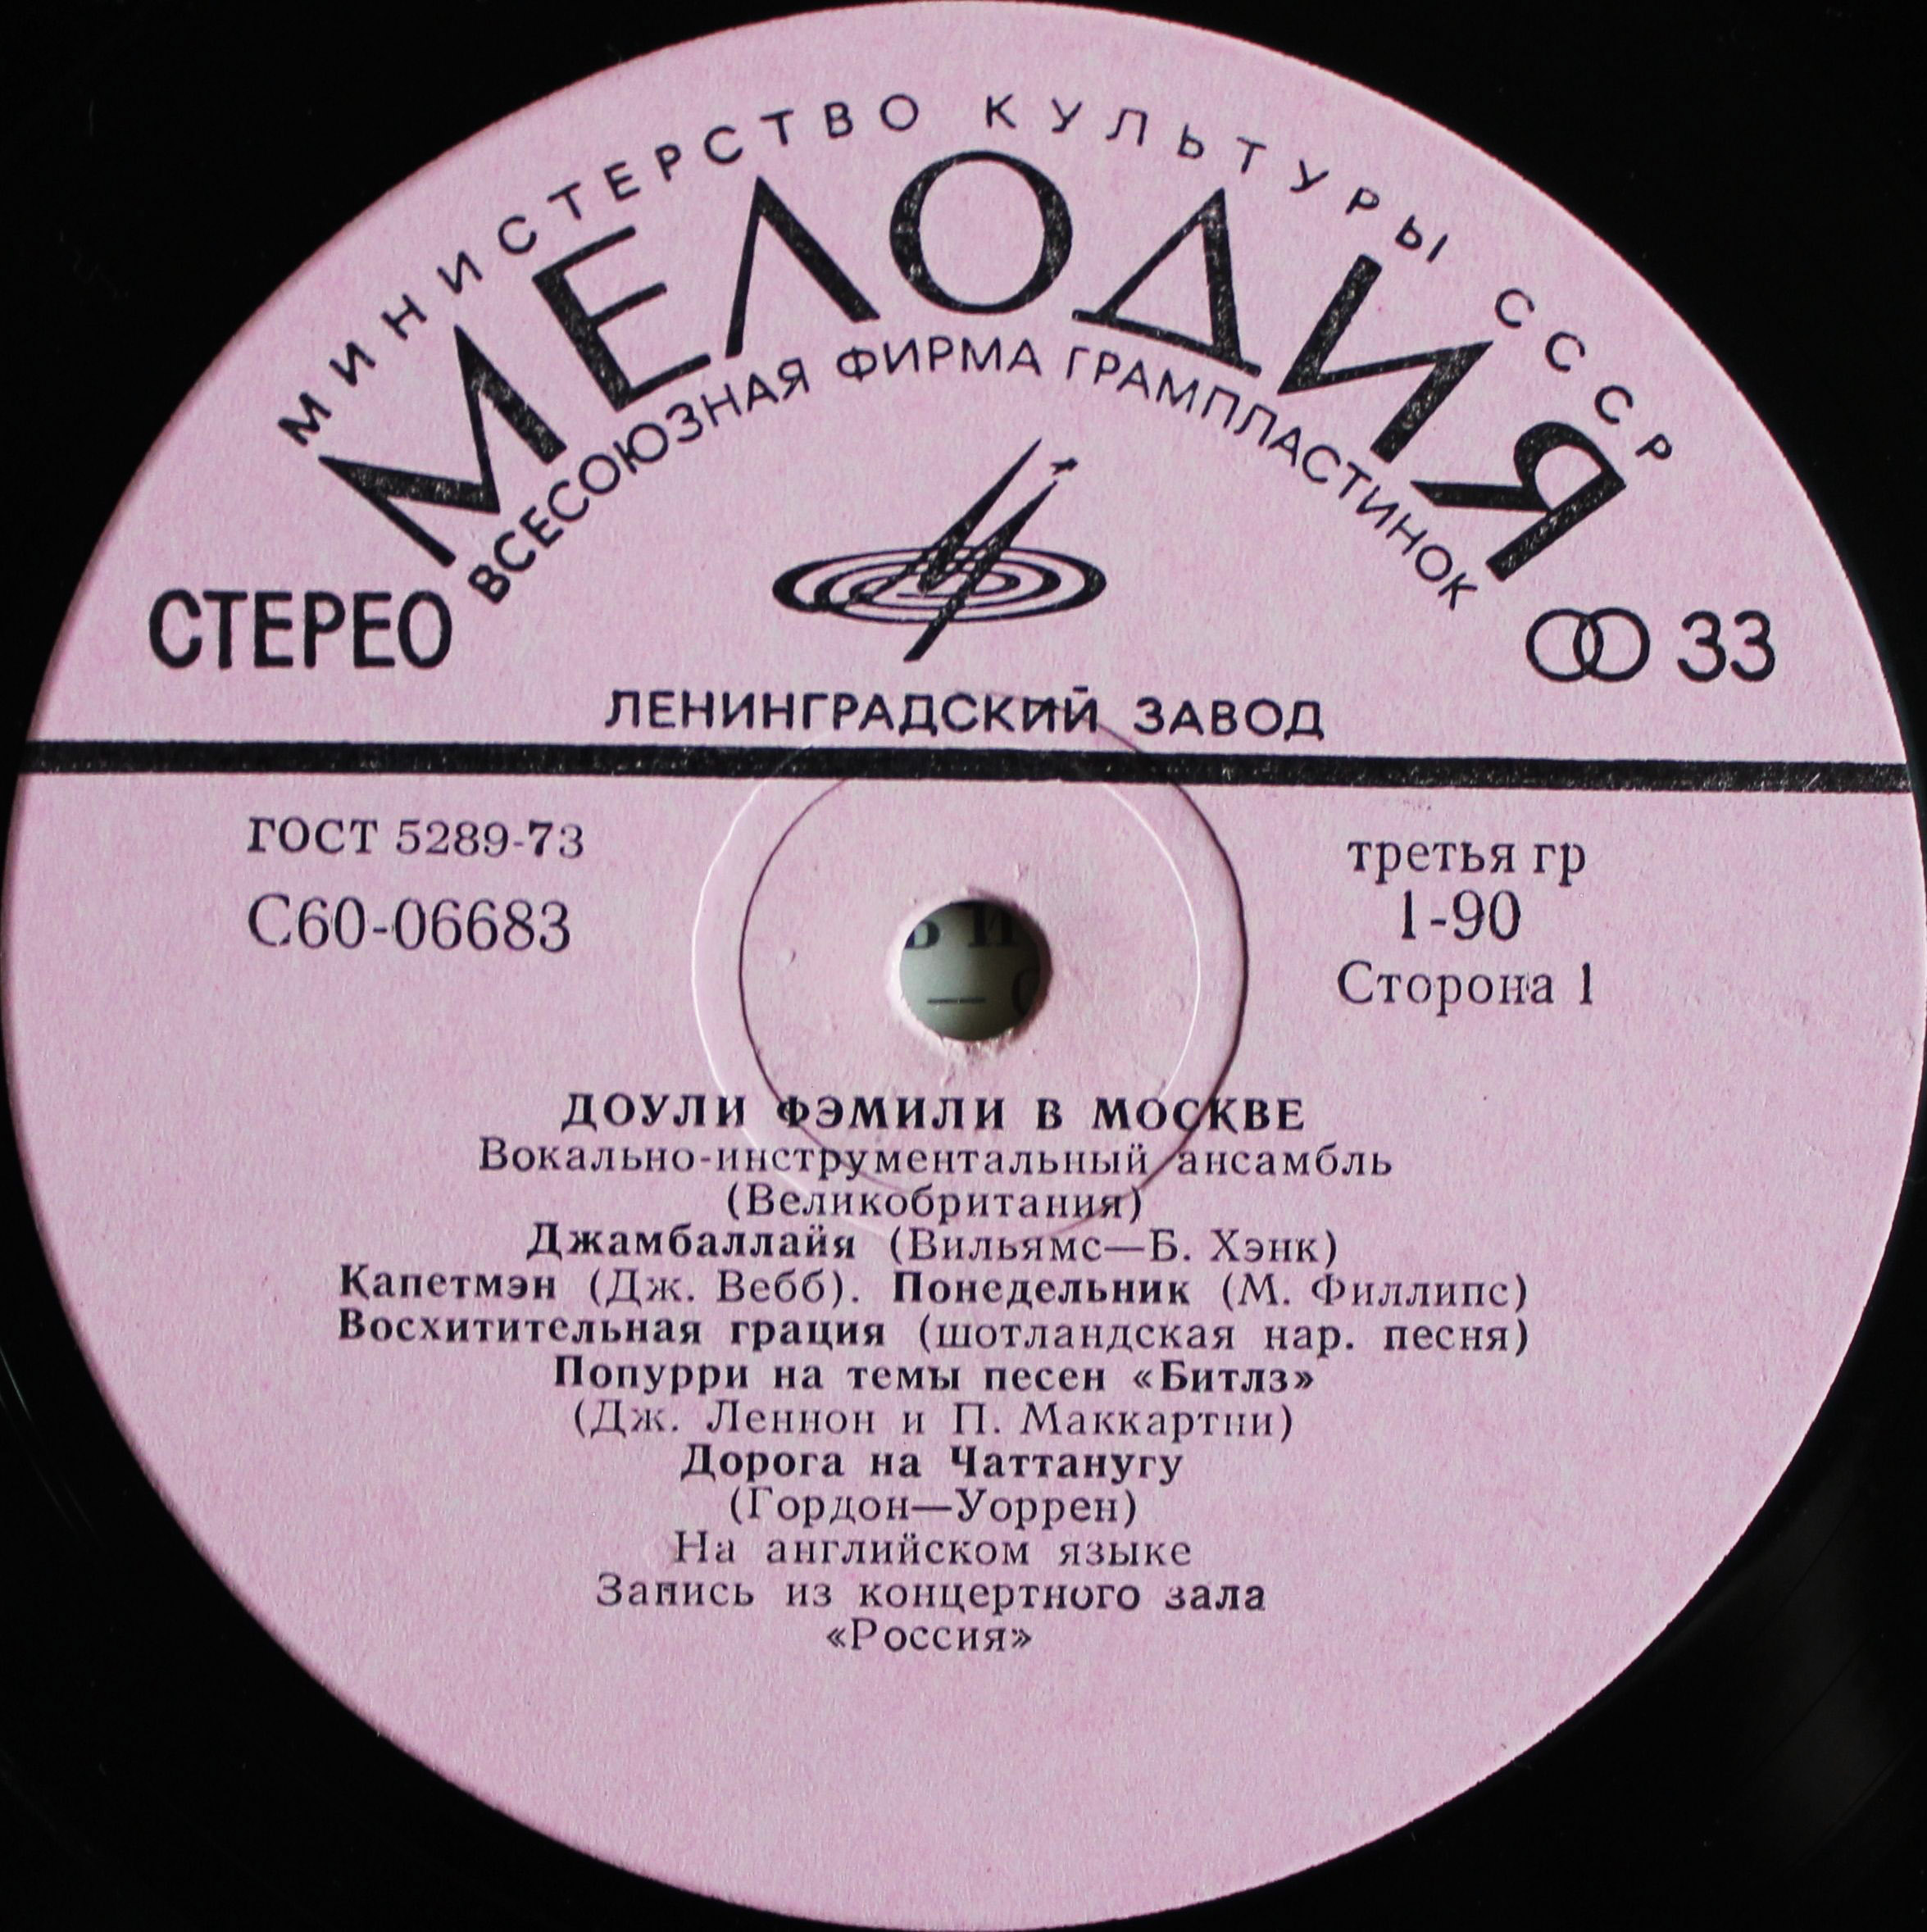 МИНИСТЕРСТВО КУЛЬТУРЫ СССР
МЕЛОДИЯ
ВСЕСОЮЗНАЯ ФИРМА ГРАМПЛАСТИНОК
СТЕРЕО
33
ЛЕНИНГРАДСКИЙ ЗАВОД
ГОСТ 5289-73
С60-06683
третья гр
1-90
Сторона 1
ДОУЛИ ФЭМИЛИ В МОСКВЕ
Вокально-инструментальный ансамбль
(Великобритания)
Джамбаллайя (Вильямс—Б. Хэнк)
Капетмэн (Дж. Вебб). Понедельник (М. Филлипс)
Восхитительная грация (шотландская нар. песня)
Попурри на темы песен «Битлз»
(Дж. Леннон и П. Маккартни)
Дорога на Чаттанугу
(Гордон—Уоррен)
На английском языке
Запись из концертного зала
«Россия»